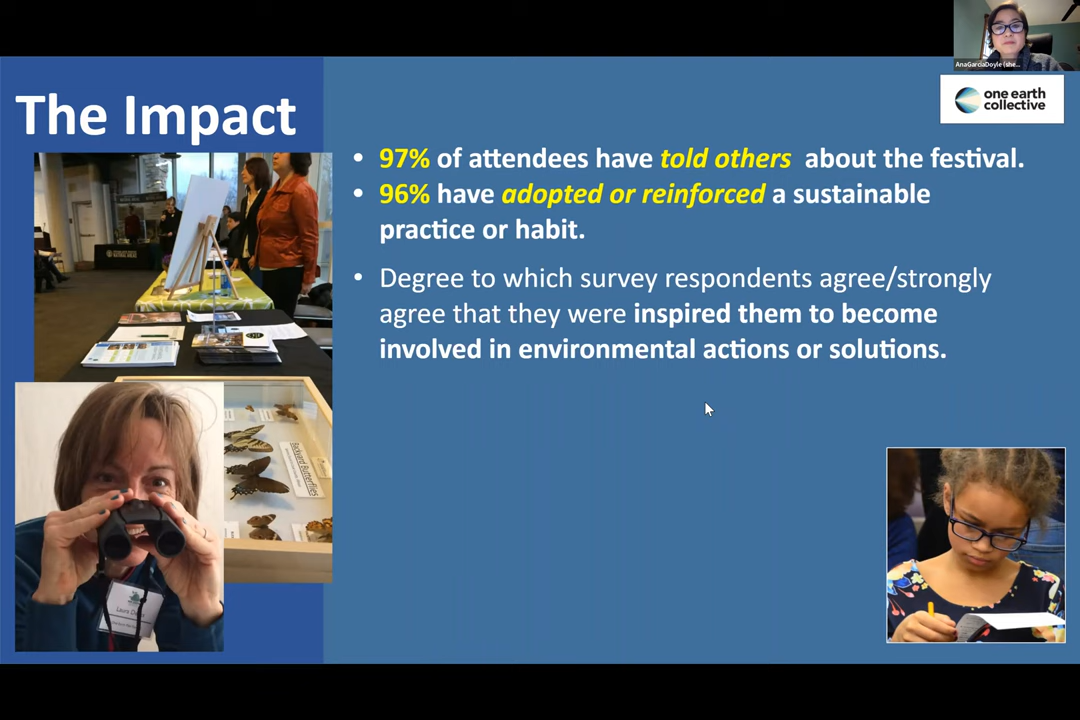 AnaGarciaDoyle (she...
one earth
collective
The Impact
• 97% of attendees have told others about the festival.
• 96% have adopted or reinforced a sustainable
practice or habit.
• Degree to which survey respondents agree/strongly
agree that they were inspired them to become
involved in environmental actions or solutions.
Backyard Butterflies